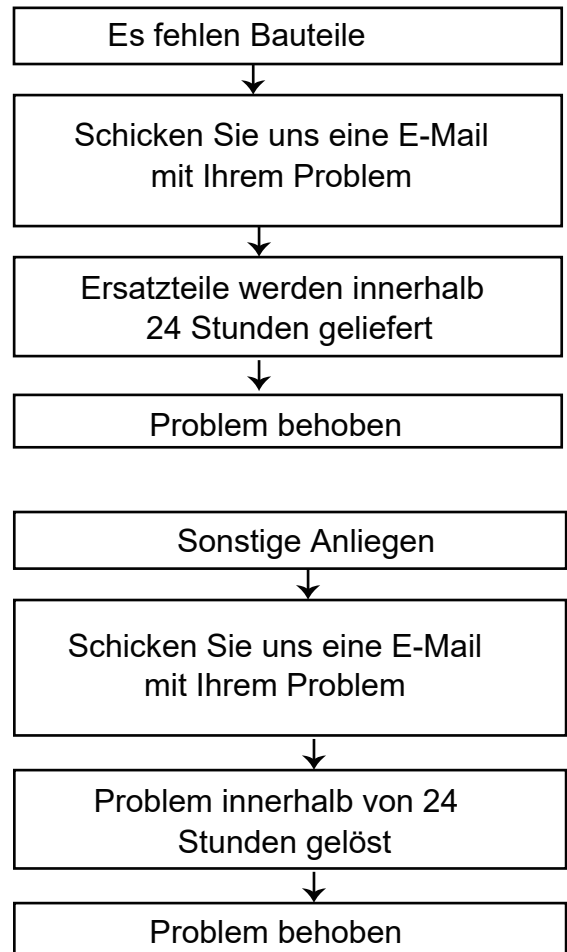 Es fehlen Bauteile
Schicken Sie uns eine E-Mail
mit Ihrem Problem
Ersatzteile werden innerhalb
24 Stunden geliefert
Problem behoben
Sonstige Anliegen
Schicken Sie uns eine E-Mail
mit Ihrem Problem
Problem innerhalb von 24
Stunden gelöst
Problem behoben